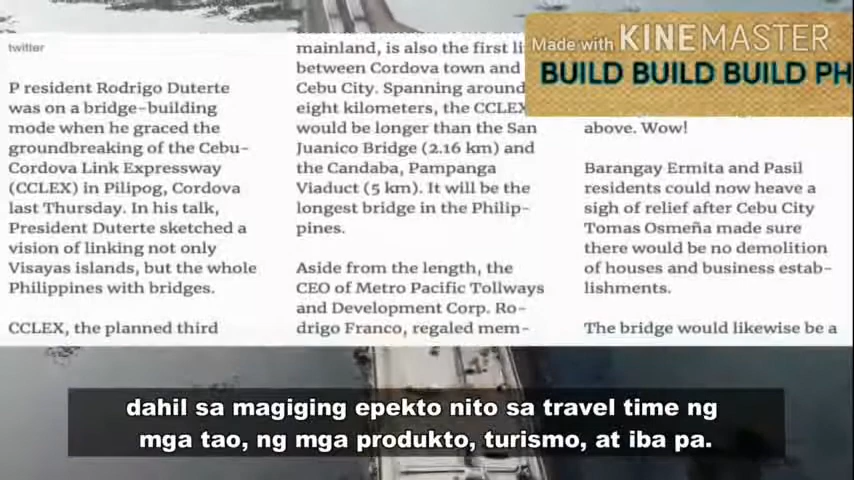 twitter
P resident Rodrigo Duterte
was on a bridge-building
mode when he graced the
groundbreaking of the Cebu-
Cordova Link Expressway
(CCLEX) in Pilipog, Cordova
last Thursday. In his talk,
President Duterte sketched a
vision of linking not only
Visayas islands, but the whole
Philippines with bridges.
CCLEX, the planned third
mainland, is also the first li
between Cordova town and
Cebu City. Spanning around
eight kilometers, the CCLEX
would be longer than the San
Juanico Bridge (2.16 km) and
the Candaba, Pampanga
Viaduct (5 km). It will be the
longest bridge in the Philip-
pines.
Aside from the length, the
CEO of Metro Pacific Tollways
and Development Corp. Ro-
drigo Franco, regaled mem-
Made with KINEMASTER
BUILD BUILD BUILD PH
above. Wow!
Barangay Ermita and Pasil
residents could now heave a
sigh of relief after Cebu City
Tomas Osmeña made sure
there would be no demolition
of houses and business estab-
lishments.
The bridge would likewise be a
dahil sa magiging epekto nito sa travel time ng
mga tao, ng mga produkto, turismo, at iba pa.